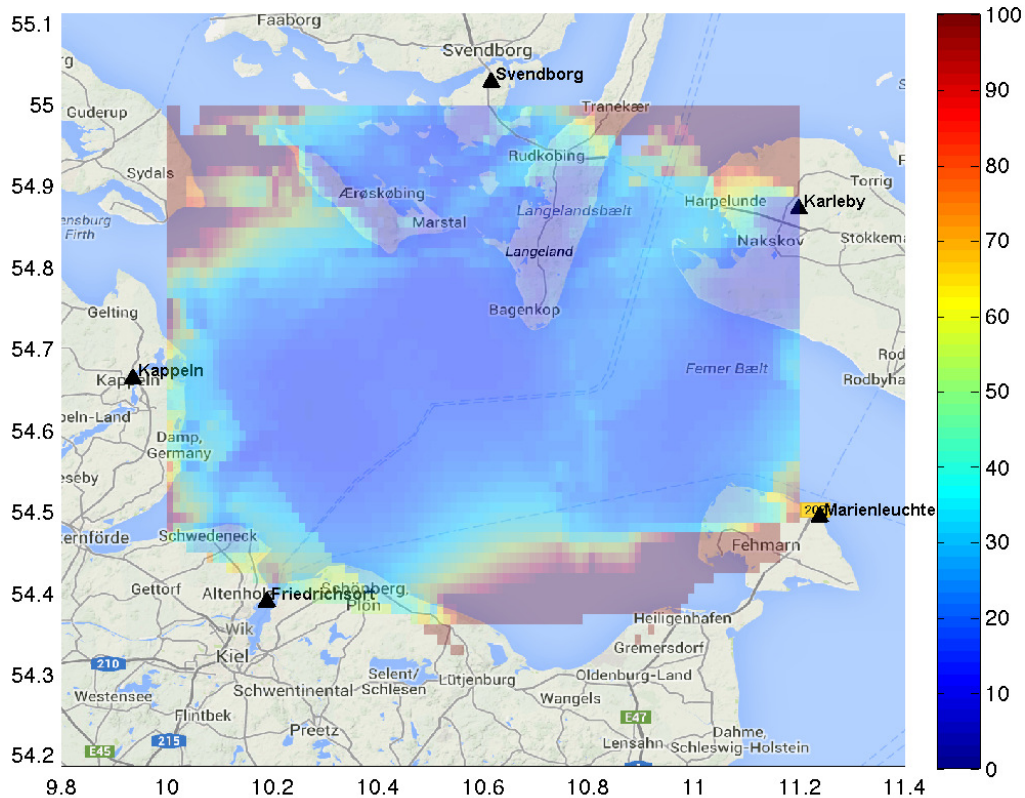 55.1
55
54.9
54.8
54.7
54.6
54.5
54.4
54.3
54.2
9.8
10
10.2
10.4
10.6
10.8
11
11.2
11.4
100
90
80
70
60
50
40
30
20
10
0
Faaborg
Svendborg
Svendborg
Guderup
Tranekær
Sydals
Rudkobing
Torrig
Ærøskøbing
Harpelunde
Karleby
Firth
Marstal
Langelandsbælt
Nakskov
Langeland
Gelting
Bagenkop
Kappeln
Kappeln
Femer Bælt
Damp,
Germany
Schwedeneck
Marienleuchte
Fehmarn
Gettorf
Friedrichsort
Schönberg,
Plön
Wik
Heiligenhafen
Kiel
Gremersdorf
210
Selent/
Schlesen
Lütjenburg
Oldenburg-Land
Westensee
Schwentinental
Wangels
Flintbek
E47
Preetz
215
E45
Lensahn
Dahme,
Schleswig-Holstein